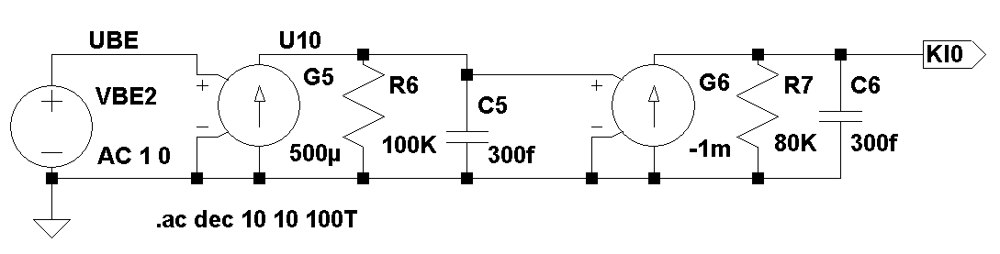 UBE
U10
KI0
VBE2
G5
R6
C5
G6
R7
C6
AC 1 0
500µ
100K
300f
-1m
80K
300f
.ac dec 10 10 100T